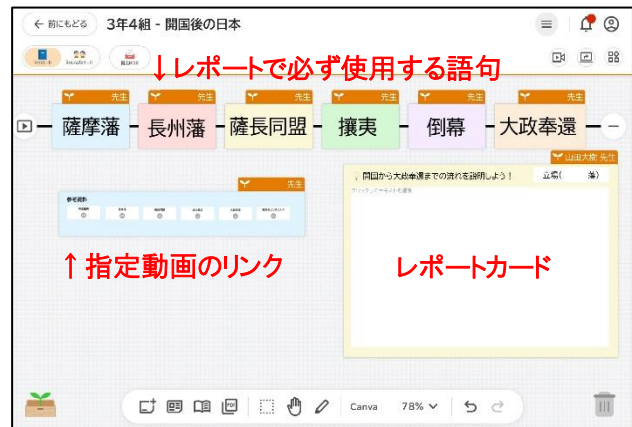 ← 前にもどる 3年4組 - 開国後の日本
↓レポートで必ず使用する語句
先生 先生 先生 先生 先生 先生
薩摩藩 長州藩 薩長同盟 攘夷 倒幕 大政奉還
山田大樹 先生
先生
開国から大政奉還までの流れを説明しよう! 立場( 藩)
参考資料
↑指定動画のリンク
レポートカード
PDF Canva 78%